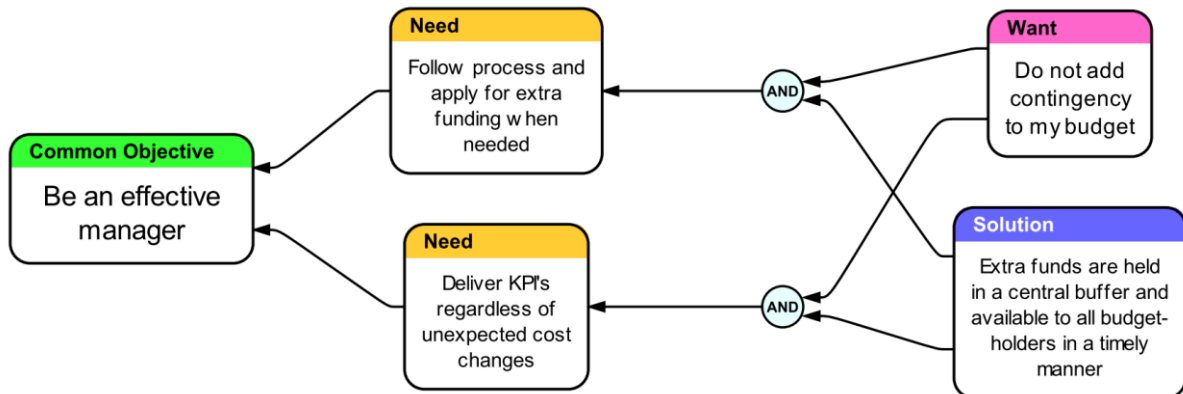 Need
Follow process and
apply for extra
funding when
needed
AND
Want
Do not add
contingency
to my budget
Common Objective
Be an effective
manager
Need
Deliver KPI's
regardless of
unexpected cost
changes
AND
Solution
Extra funds are held
in a central buffer and
available to all budget-
holders in a timely
manner